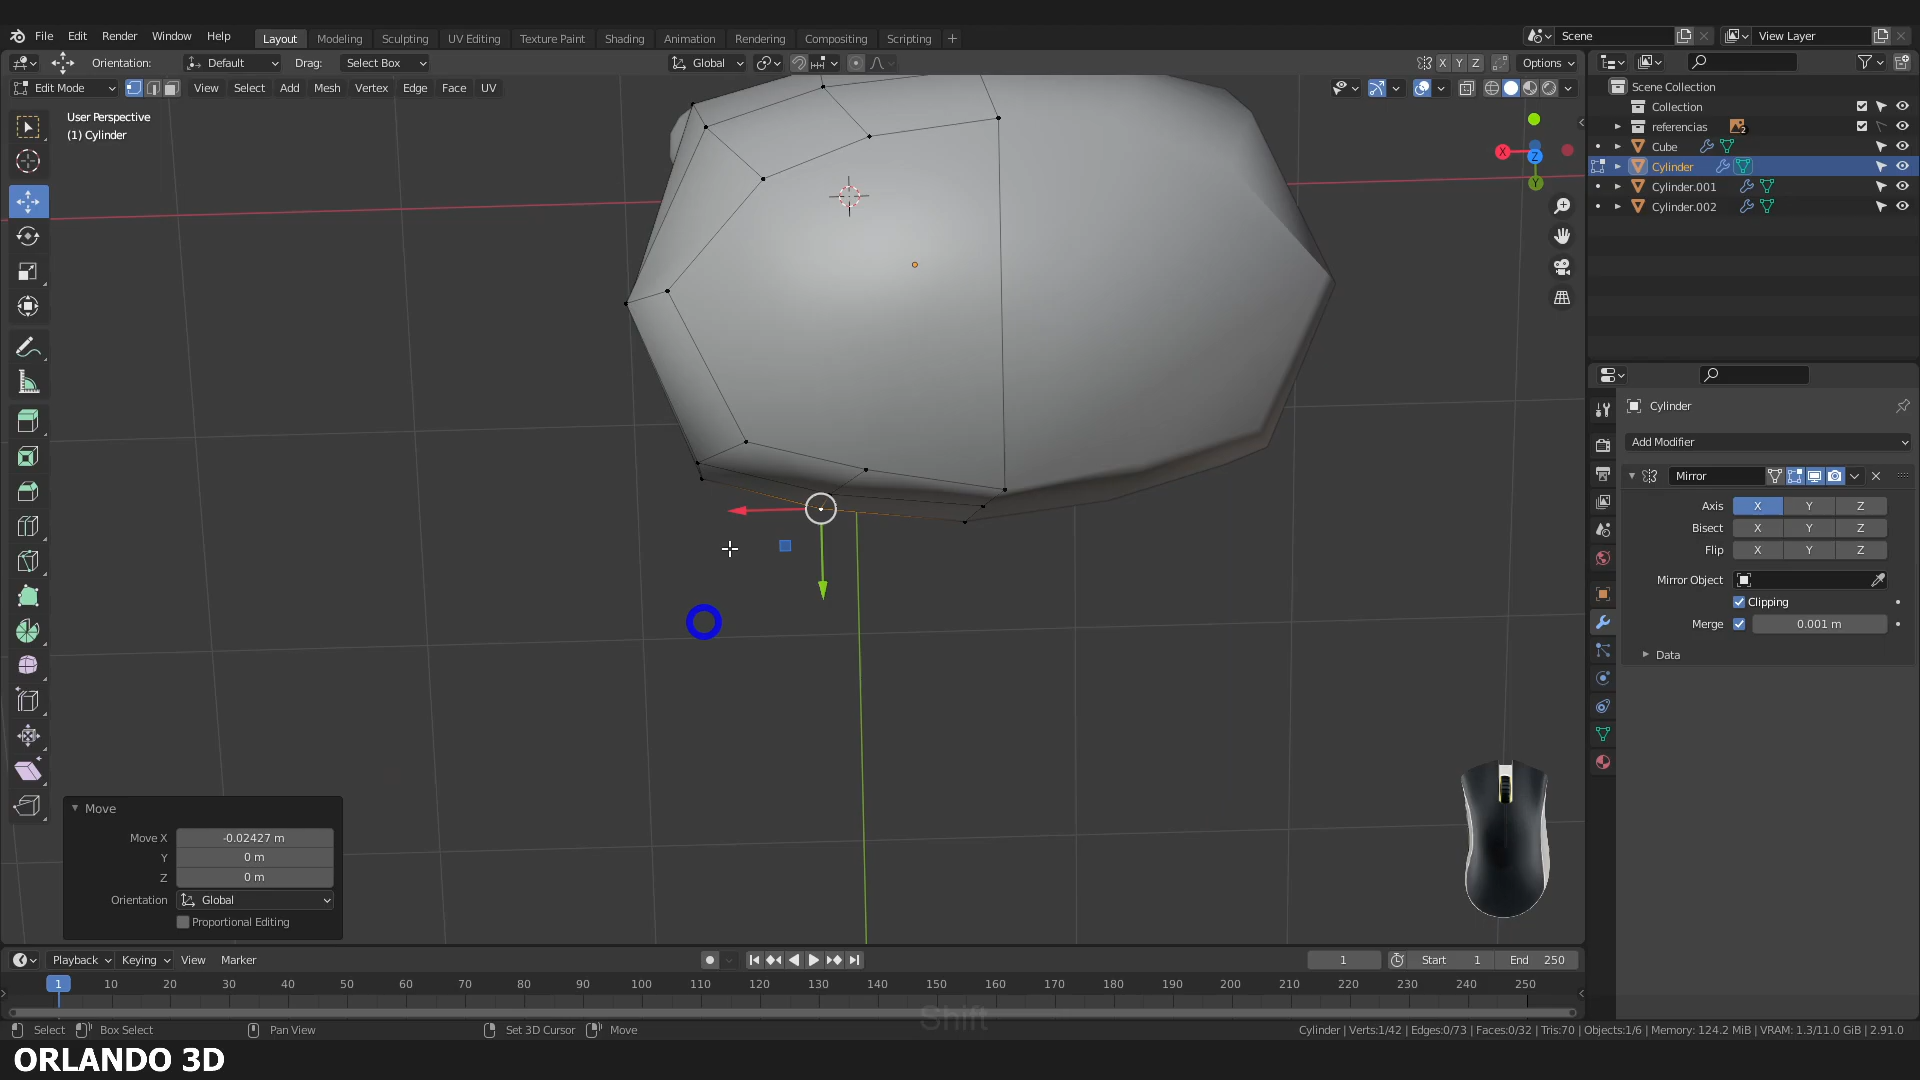 File Edit Render Window Help Layout Modeling Sculpting UV Editing Texture Paint Shading Animation Rendering Compositing Scripting + Scene View Layer
Orientation: Default Drag: Select Box Global X Y Z Options
Edit Mode View Select Add Mesh Vertex Edge Face UV
User Perspective
(1) Cylinder
X
Z
Y
Scene Collection
Collection
referencias 2
Cube
Cylinder
Cylinder.001
Cylinder.002
Cylinder
Add Modifier
Mirror
Axis X Y Z
Bisect X Y Z
Flip X Y Z
Mirror Object
Clipping
Merge 0.001 m
Data
Move
Move X -0.02427 m
Y 0 m
Z 0 m
Orientation Global
Proportional Editing
Playback Keying View Marker 1 Start 1 End 250
1 10 20 30 40 50 60 70 80 90 100 110 120 130 140 150 160 170 180 190 200 210 220 230 240 250
Shift
Select Box Select Pan View Set 3D Cursor Move Cylinder | Verts:1/42 | Edges:0/73 | Faces:0/32 | Tris:70 | Objects:1/6 | Memory: 124.2 MiB | VRAM: 1.3/11.0 GiB | 2.91.0
ORLANDO 3D